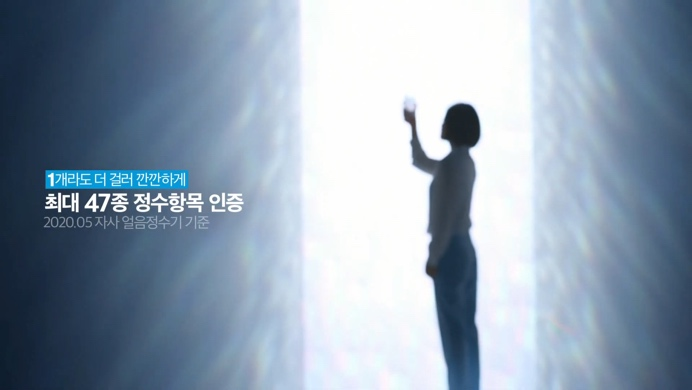 1개라도 더 걸러 깐깐하게
최대 47종 정수항목 인증
2020.05 자사 얼음정수기 기준